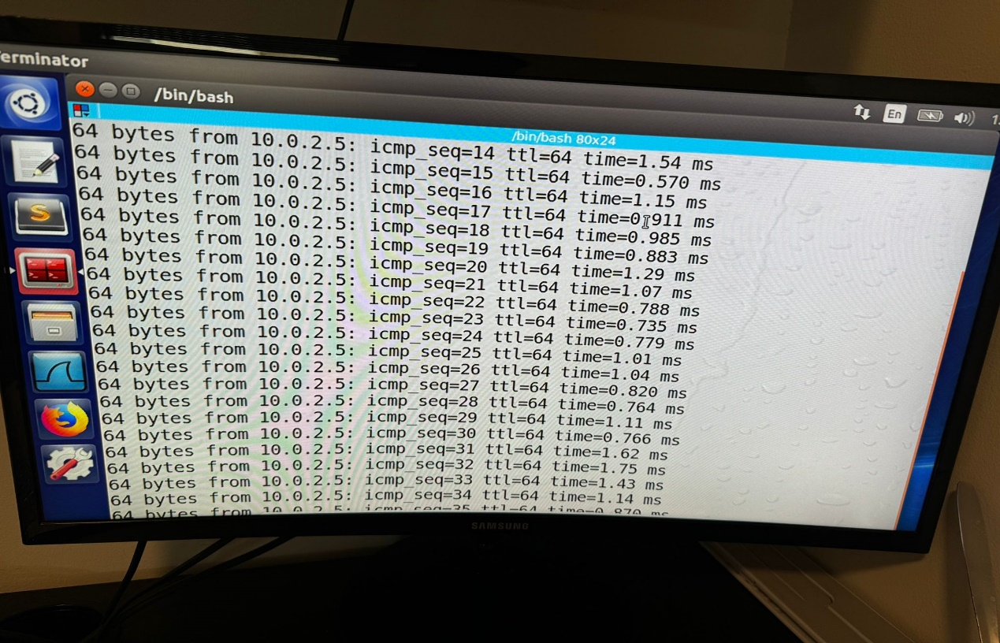 Terminator
/bin/bash
En
/bin/bash 80x24
64 bytes from 10.0.2.5: icmp_seq=14 ttl=64 time=1.54 ms
64 bytes from 10.0.2.5: icmp_seq=15 ttl=64 time=0.570 ms
64 bytes from 10.0.2.5: icmp_seq=16 ttl=64 time=1.15 ms
64 bytes from 10.0.2.5: icmp_seq=17 ttl=64 time=0.911 ms
64 bytes from 10.0.2.5: icmp_seq=18 ttl=64 time=0.985 ms
64 bytes from 10.0.2.5: icmp_seq=19 ttl=64 time=0.883 ms
64 bytes from 10.0.2.5: icmp_seq=20 ttl=64 time=1.29 ms
64 bytes from 10.0.2.5: icmp_seq=21 ttl=64 time=1.07 ms
64 bytes from 10.0.2.5: icmp_seq=22 ttl=64 time=0.788 ms
64 bytes from 10.0.2.5: icmp_seq=23 ttl=64 time=0.735 ms
64 bytes from 10.0.2.5: icmp_seq=24 ttl=64 time=0.779 ms
64 bytes from 10.0.2.5: icmp_seq=25 ttl=64 time=1.01 ms
64 bytes from 10.0.2.5: icmp_seq=26 ttl=64 time=1.04 ms
64 bytes from 10.0.2.5: icmp_seq=27 ttl=64 time=0.820 ms
64 bytes from 10.0.2.5: icmp_seq=28 ttl=64 time=0.764 ms
64 bytes from 10.0.2.5: icmp_seq=29 ttl=64 time=1.11 ms
64 bytes from 10.0.2.5: icmp_seq=30 ttl=64 time=0.766 ms
64 bytes from 10.0.2.5: icmp_seq=31 ttl=64 time=1.62 ms
64 bytes from 10.0.2.5: icmp_seq=32 ttl=64 time=1.75 ms
64 bytes from 10.0.2.5: icmp_seq=33 ttl=64 time=1.43 ms
64 bytes from 10.0.2.5: icmp_seq=34 ttl=64 time=1.14 ms
64 bytes from 10.0.2.5: icmp_seq=35 ttl=64 time=0.870 ms
SAMSUNG